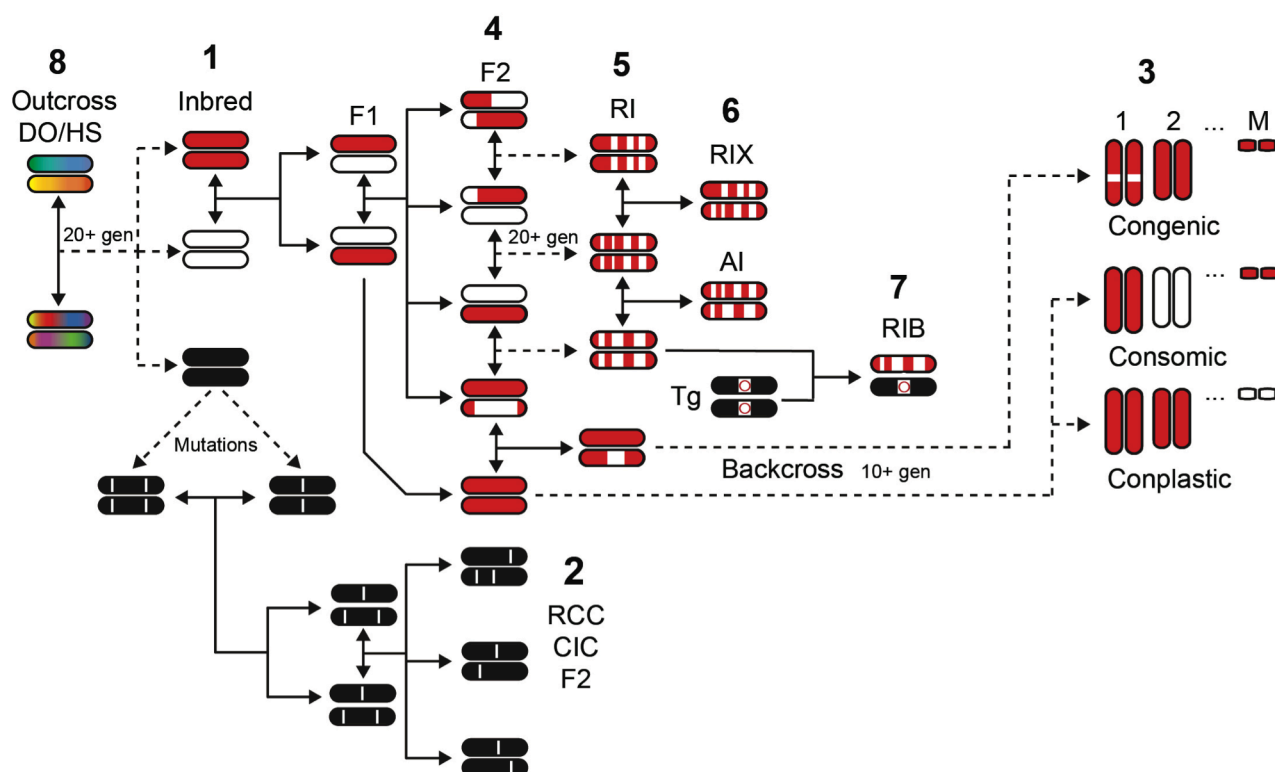 8
Outcross
DO/HS
20+ gen
1
Inbred
F1
4
F2
20+ gen
5
RI
6
RIX
AI
7
RIB
Tg
3
1 2 ... M
Congenic
...
Consomic
...
Conplastic
Backcross 10+ gen
Mutations
2
RCC
CIC
F2